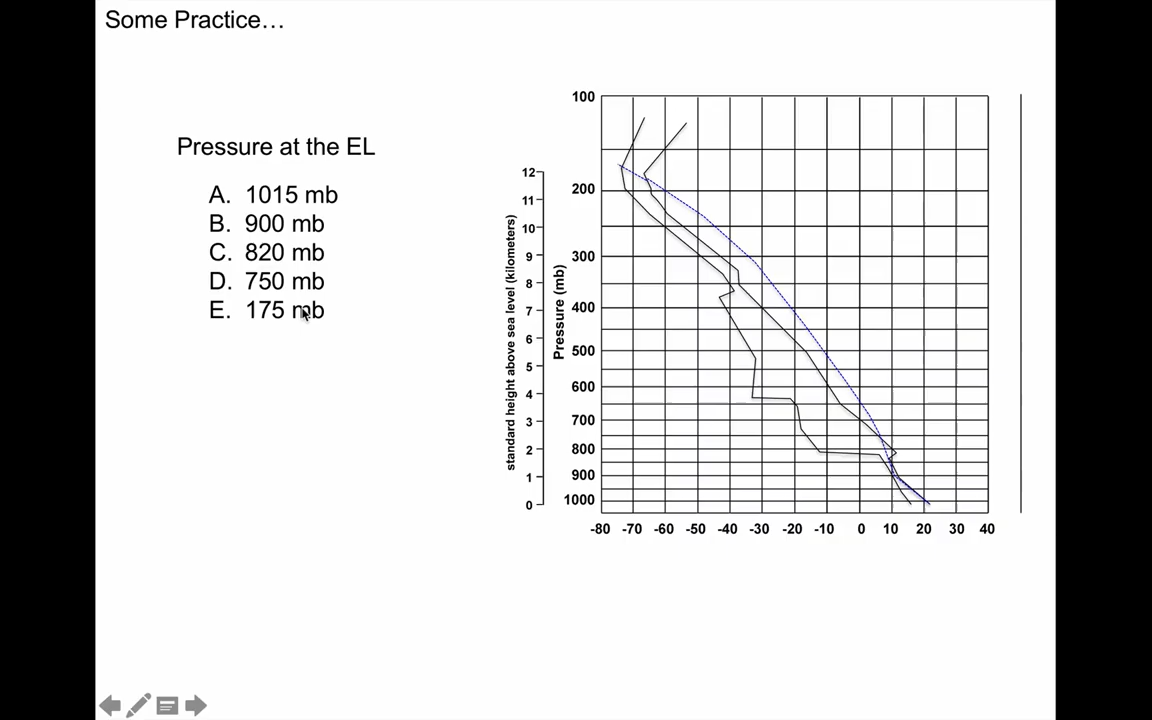 Some Practice…
Pressure at the EL
A. 1015 mb
B. 900 mb
C. 820 mb
D. 750 mb
E. 175 mb
standard height above sea level (kilometers)
12
11
10
9
8
7
6
5
4
3
2
1
0
Pressure (mb)
100
200
300
400
500
600
700
800
900
1000
-80 -70 -60 -50 -40 -30 -20 -10 0 10 20 30 40